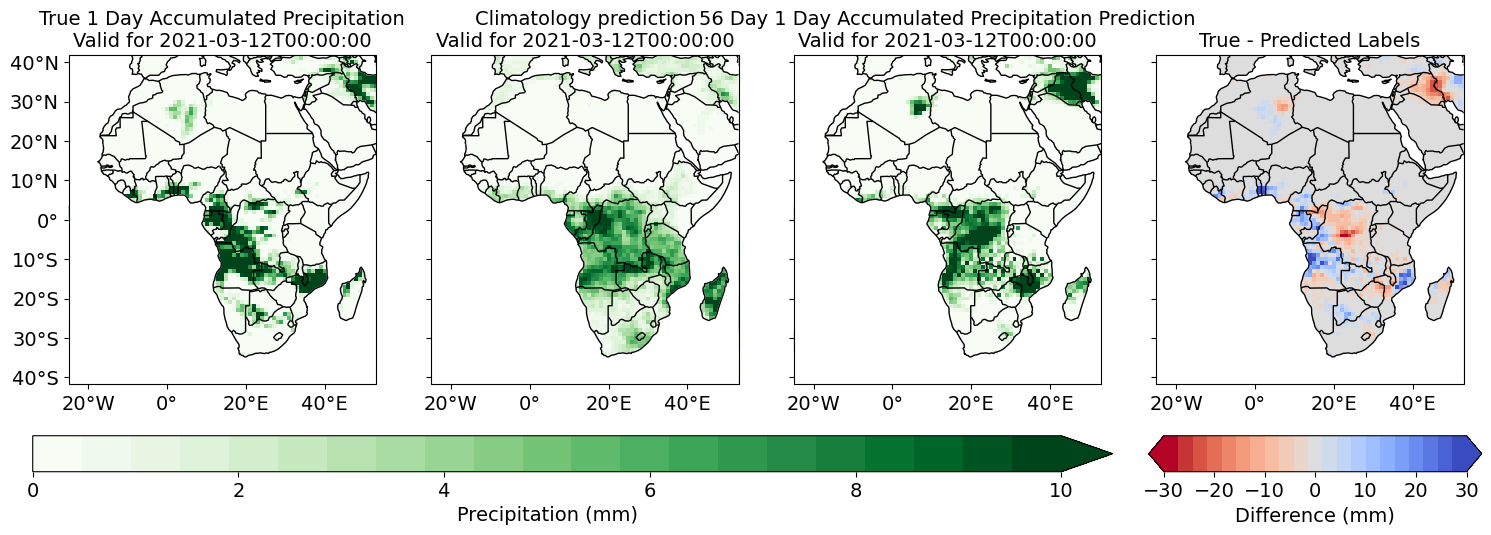 True 1 Day Accumulated Precipitation
Valid for 2021-03-12T00:00:00
Climatology prediction
Valid for 2021-03-12T00:00:00
56 Day 1 Day Accumulated Precipitation Prediction
Valid for 2021-03-12T00:00:00
True - Predicted Labels
40°N
30°N
20°N
10°N
0°
10°S
20°S
30°S
40°S
20°W 0° 20°E 40°E
20°W 0° 20°E 40°E
20°W 0° 20°E 40°E
20°W 0° 20°E 40°E
0 2 4 6 8 10
Precipitation (mm)
−30 −20 −10 0 10 20 30
Difference (mm)